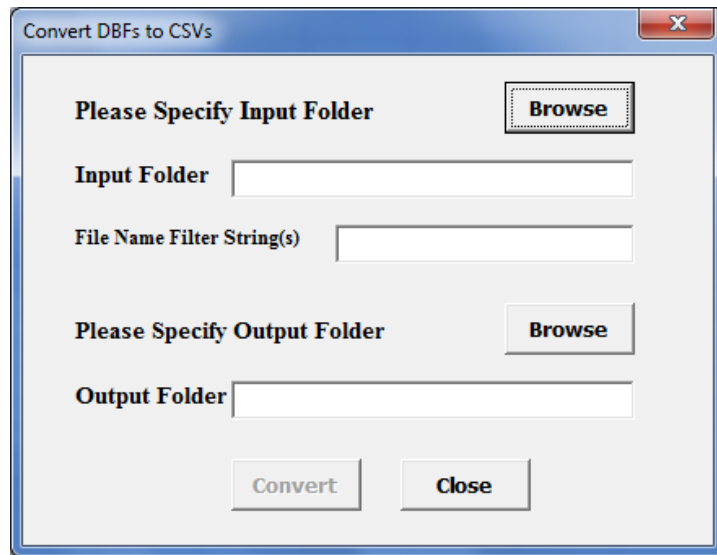 Convert DBFs to CSVs
Please Specify Input Folder Browse
Input Folder
File Name Filter String(s)
Please Specify Output Folder Browse
Output Folder
Convert Close